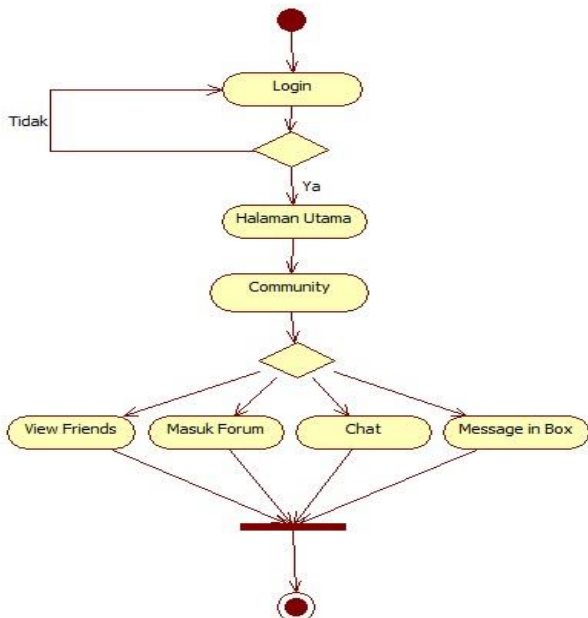 Login
Tidak
Ya
Halaman Utama
Community
View Friends
Masuk Forum
Chat
Message in Box